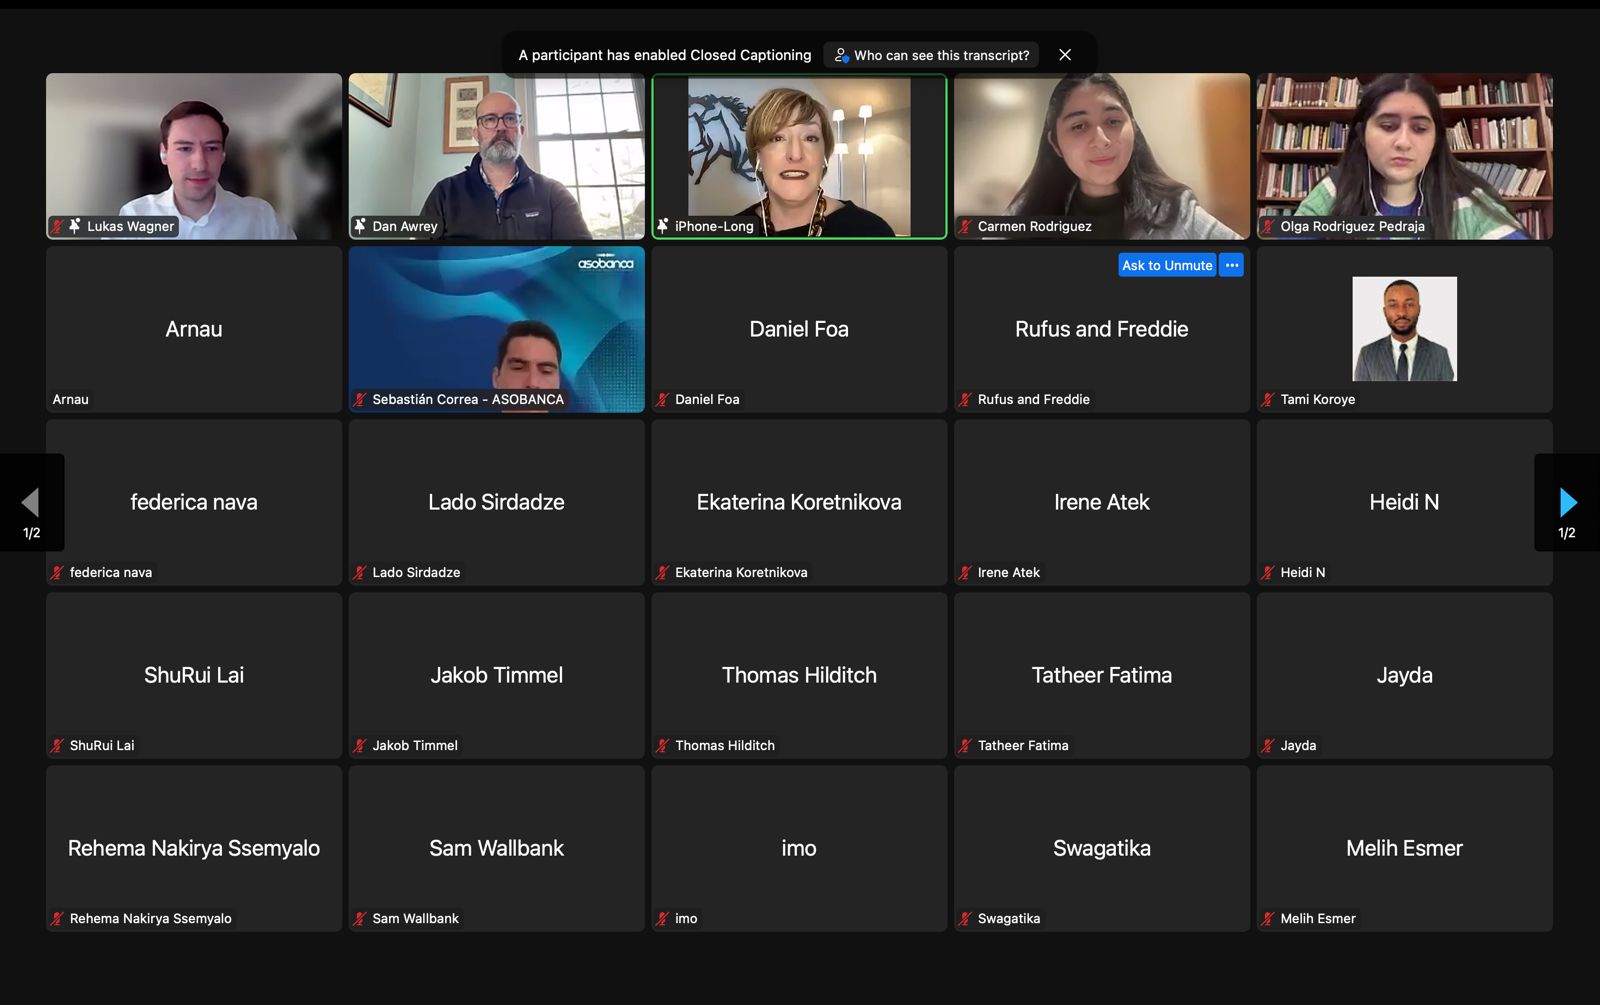 A participant has enabled Closed Captioning Who can see this transcript?
Lukas Wagner
Dan Awrey
iPhone-Long
Carmen Rodriguez
Olga Rodriguez Pedraja
Arnau
Arnau
asobanca
Sebastián Correa - ASOBANCA
Daniel Foa
Daniel Foa
Ask to Unmute
Rufus and Freddie
Rufus and Freddie
Tami Koroye
federica nava
federica nava
Lado Sirdadze
Lado Sirdadze
Ekaterina Koretnikova
Ekaterina Koretnikova
Irene Atek
Irene Atek
Heidi N
Heidi N
1/2
1/2
ShuRui Lai
ShuRui Lai
Jakob Timmel
Jakob Timmel
Thomas Hilditch
Thomas Hilditch
Tatheer Fatima
Tatheer Fatima
Jayda
Jayda
Rehema Nakirya Ssemyalo
Rehema Nakirya Ssemyalo
Sam Wallbank
Sam Wallbank
imo
imo
Swagatika
Swagatika
Melih Esmer
Melih Esmer